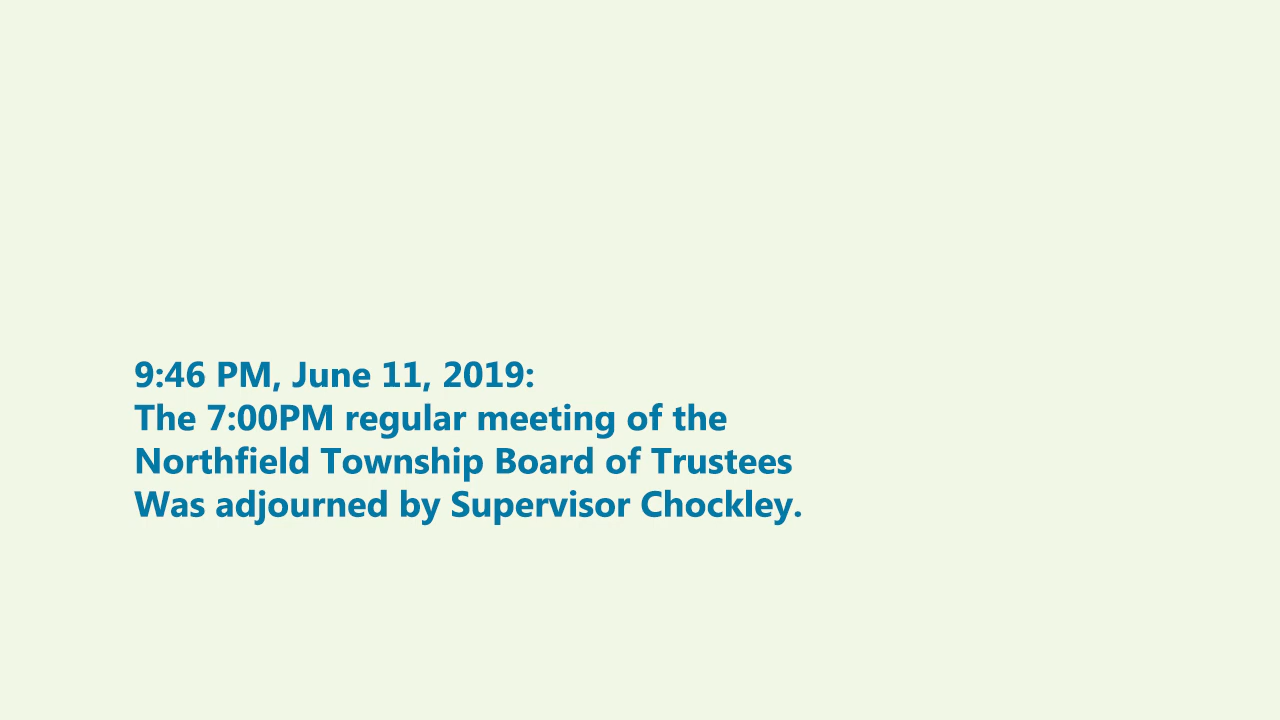 9:46 PM, June 11, 2019:
The 7:00PM regular meeting of the
Northfield Township Board of Trustees
Was adjourned by Supervisor Chockley.